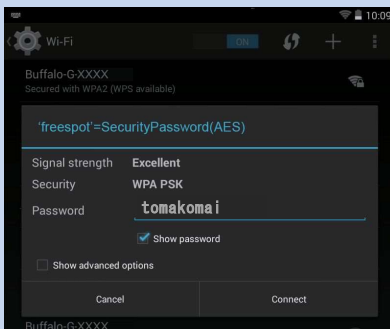 10:09
Wi-Fi
ON
Buffalo-G-XXXX
Secured with WPA2 (WPS available)
'freespot'=SecurityPassword(AES)
Signal strength Excellent
Security WPA PSK
Password tomakomai
Show password
Show advanced options
Cancel Connect
Buffalo-G-XXXX